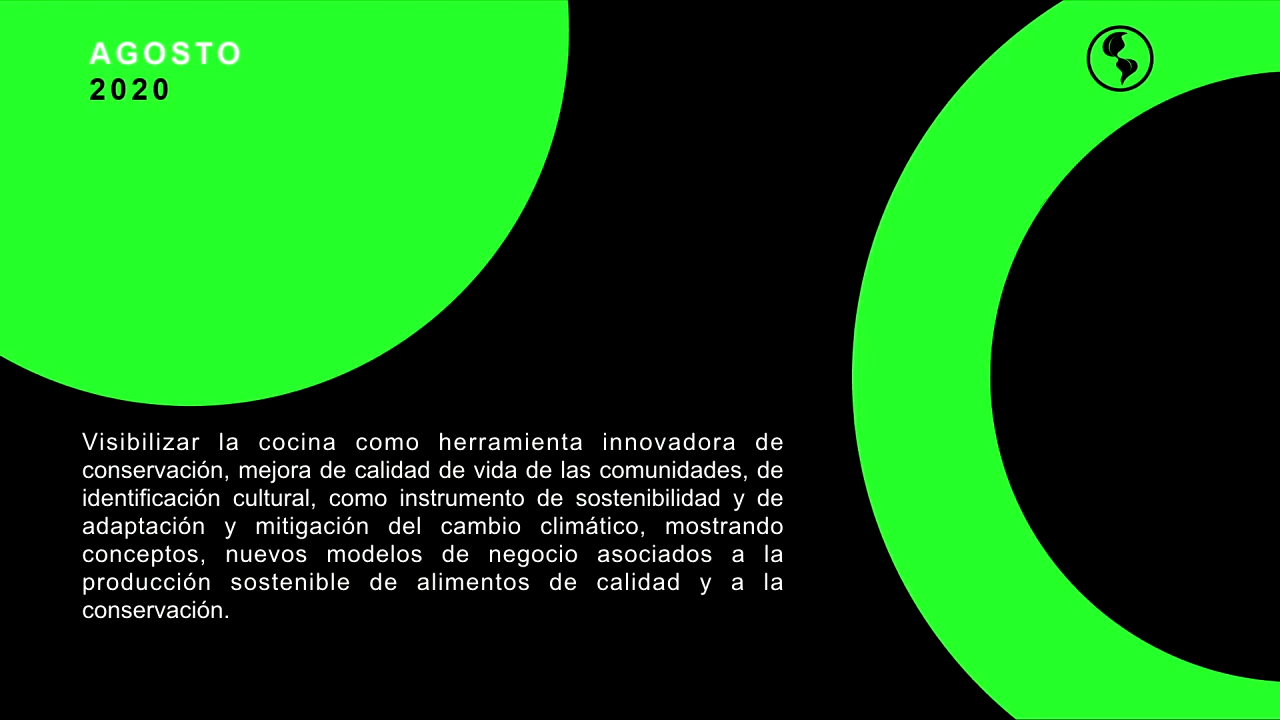 AGOSTO
2020
Visibilizar la cocina como herramienta innovadora de
conservación, mejora de calidad de vida de las comunidades, de
identificación cultural, como instrumento de sostenibilidad y de
adaptación y mitigación del cambio climático, mostrando
conceptos, nuevos modelos de negocio asociados a la
producción sostenible de alimentos de calidad y a la
conservación.